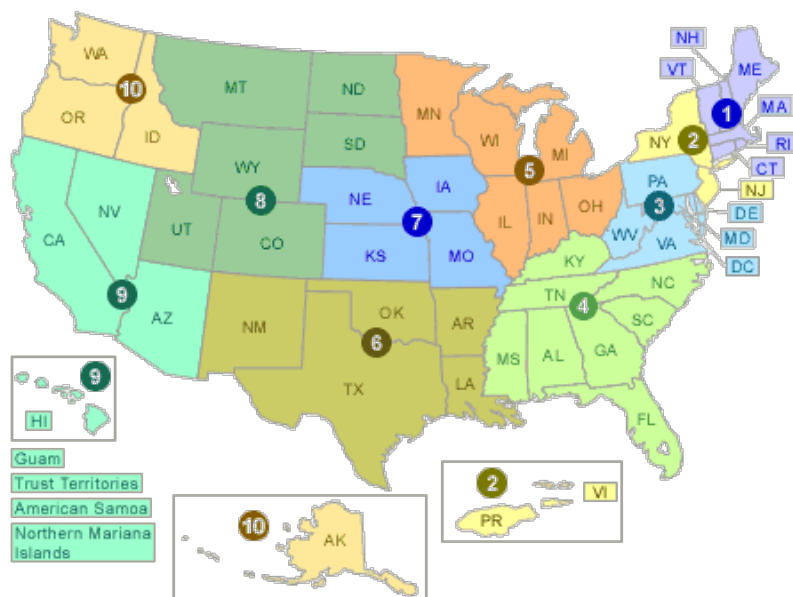 NH
WA
VT
ME
10
MT
ND
MN
MA
1
OR
ID
SD
WI
MI
NY
2
RI
WY
5
CT
PA
NJ
NV
8
NE
IA
3
DE
CA
UT
CO
7
IL
IN
OH
WV
VA
MD
KS
MO
KY
DC
9
AZ
NM
OK
AR
TN
4
NC
SC
6
MS
AL
GA
TX
LA
FL
9
HI
Guam
Trust Territories
American Samoa
Northern Mariana
Islands
10
AK
2
VI
PR